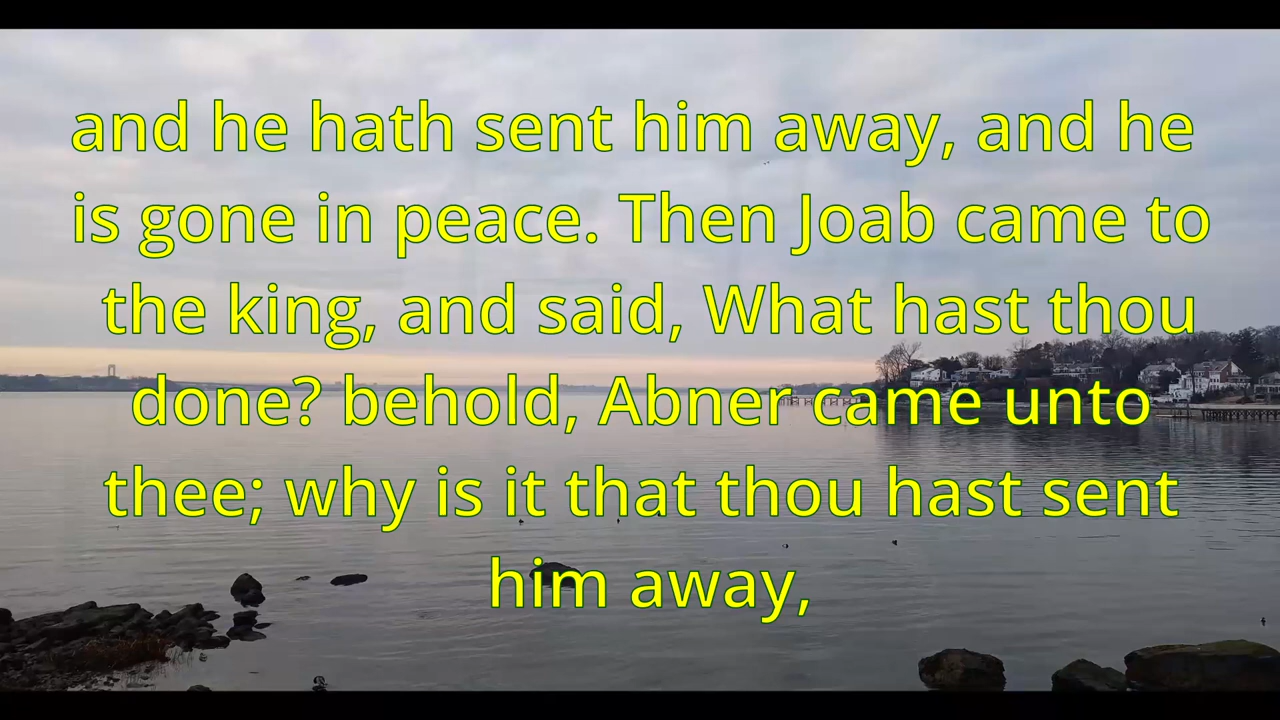 and he hath sent him away, and he
is gone in peace. Then Joab came to
the king, and said, What hast thou
done? behold, Abner came unto
thee; why is it that thou hast sent
him away,